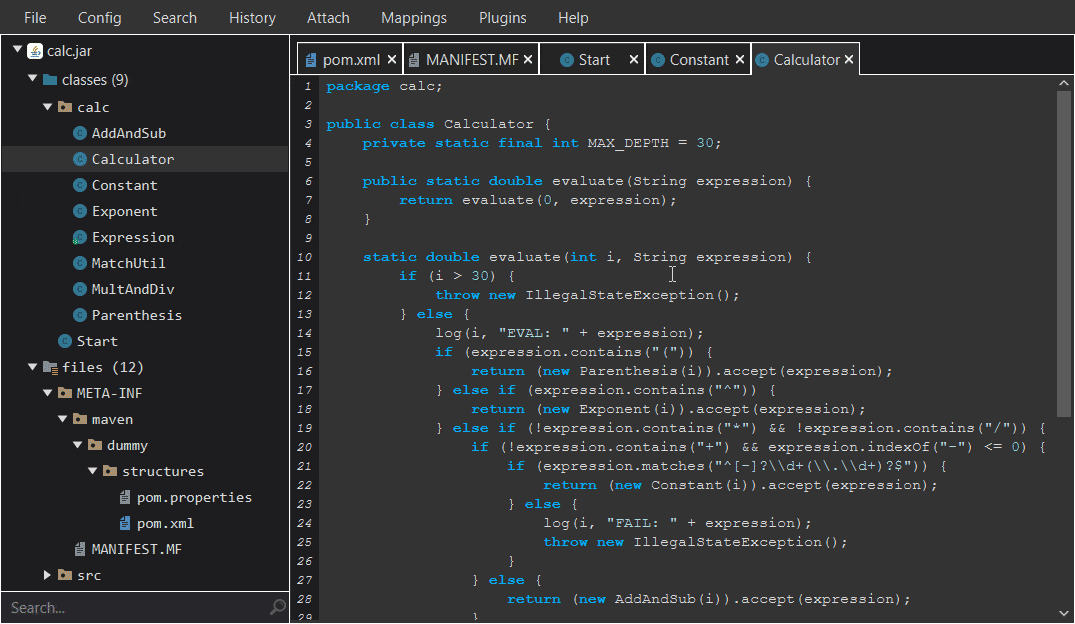 File Config Search History Attach Mappings Plugins Help
calc.jar
classes (9)
calc
AddAndSub
Calculator
Constant
Exponent
Expression
MatchUtil
MultAndDiv
Parenthesis
Start
files (12)
META-INF
maven
dummy
structures
pom.properties
pom.xml
MANIFEST.MF
src
Search...
pom.xml MANIFEST.MF Start Constant Calculator
1 package calc;
2
3 public class Calculator {
4     private static final int MAX_DEPTH = 30;
5
6     public static double evaluate(String expression) {
7         return evaluate(0, expression);
8     }
9
10     static double evaluate(int i, String expression) {
11         if (i > 30) {
12             throw new IllegalStateException();
13         } else {
14             log(i, "EVAL: " + expression);
15             if (expression.contains("(")) {
16                 return (new Parenthesis(i)).accept(expression);
17             } else if (expression.contains("^")) {
18                 return (new Exponent(i)).accept(expression);
19             } else if (!expression.contains("*") && !expression.contains("/")) {
20                 if (!expression.contains("+") && expression.indexOf("-") <= 0) {
21                     if (expression.matches("^[-]?\\d+(\\.\\d+)?$")) {
22                         return (new Constant(i)).accept(expression);
23                     } else {
24                         log(i, "FAIL: " + expression);
25                         throw new IllegalStateException();
26                     }
27                 } else {
28                     return (new AddAndSub(i)).accept(expression);
29                 }